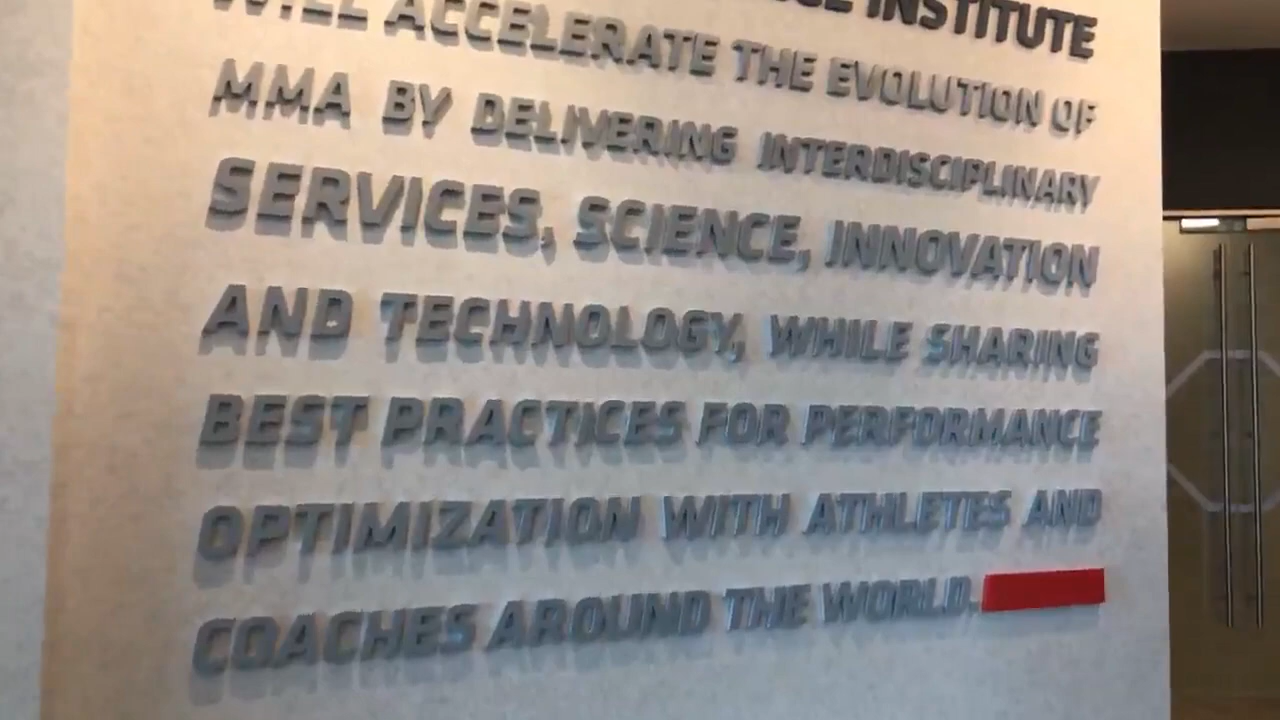 INSTITUTE
WILL ACCELERATE THE EVOLUTION OF
MMA BY DELIVERING INTERDISCIPLINARY
SERVICES, SCIENCE, INNOVATION
AND TECHNOLOGY, WHILE SHARING
BEST PRACTICES FOR PERFORMANCE
OPTIMIZATION WITH ATHLETES AND
COACHES AROUND THE WORLD.